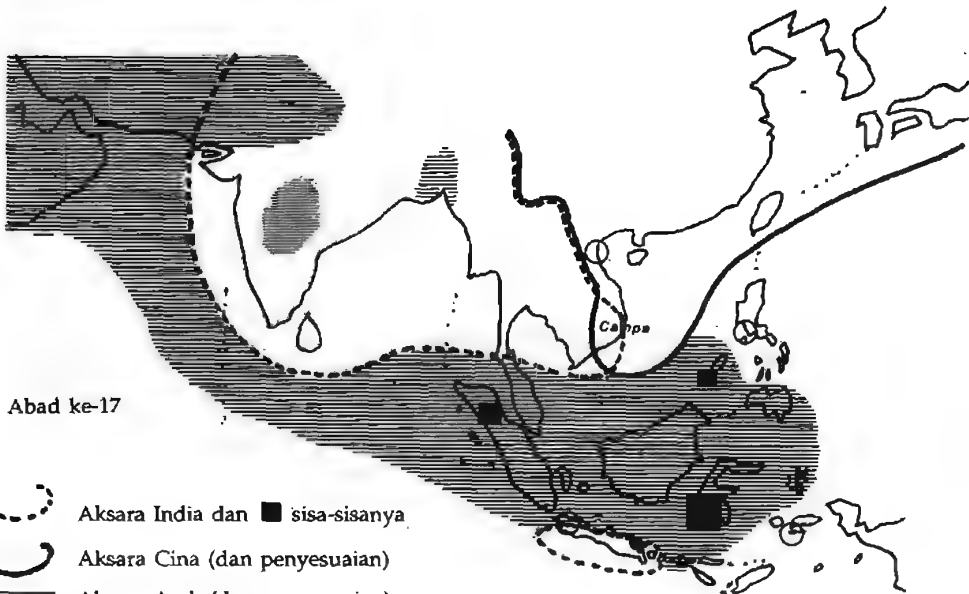 Campa
Abad ke-17
Aksara India dan ■ sisa-sisanya
Aksara Cina (dan penyesuaian)